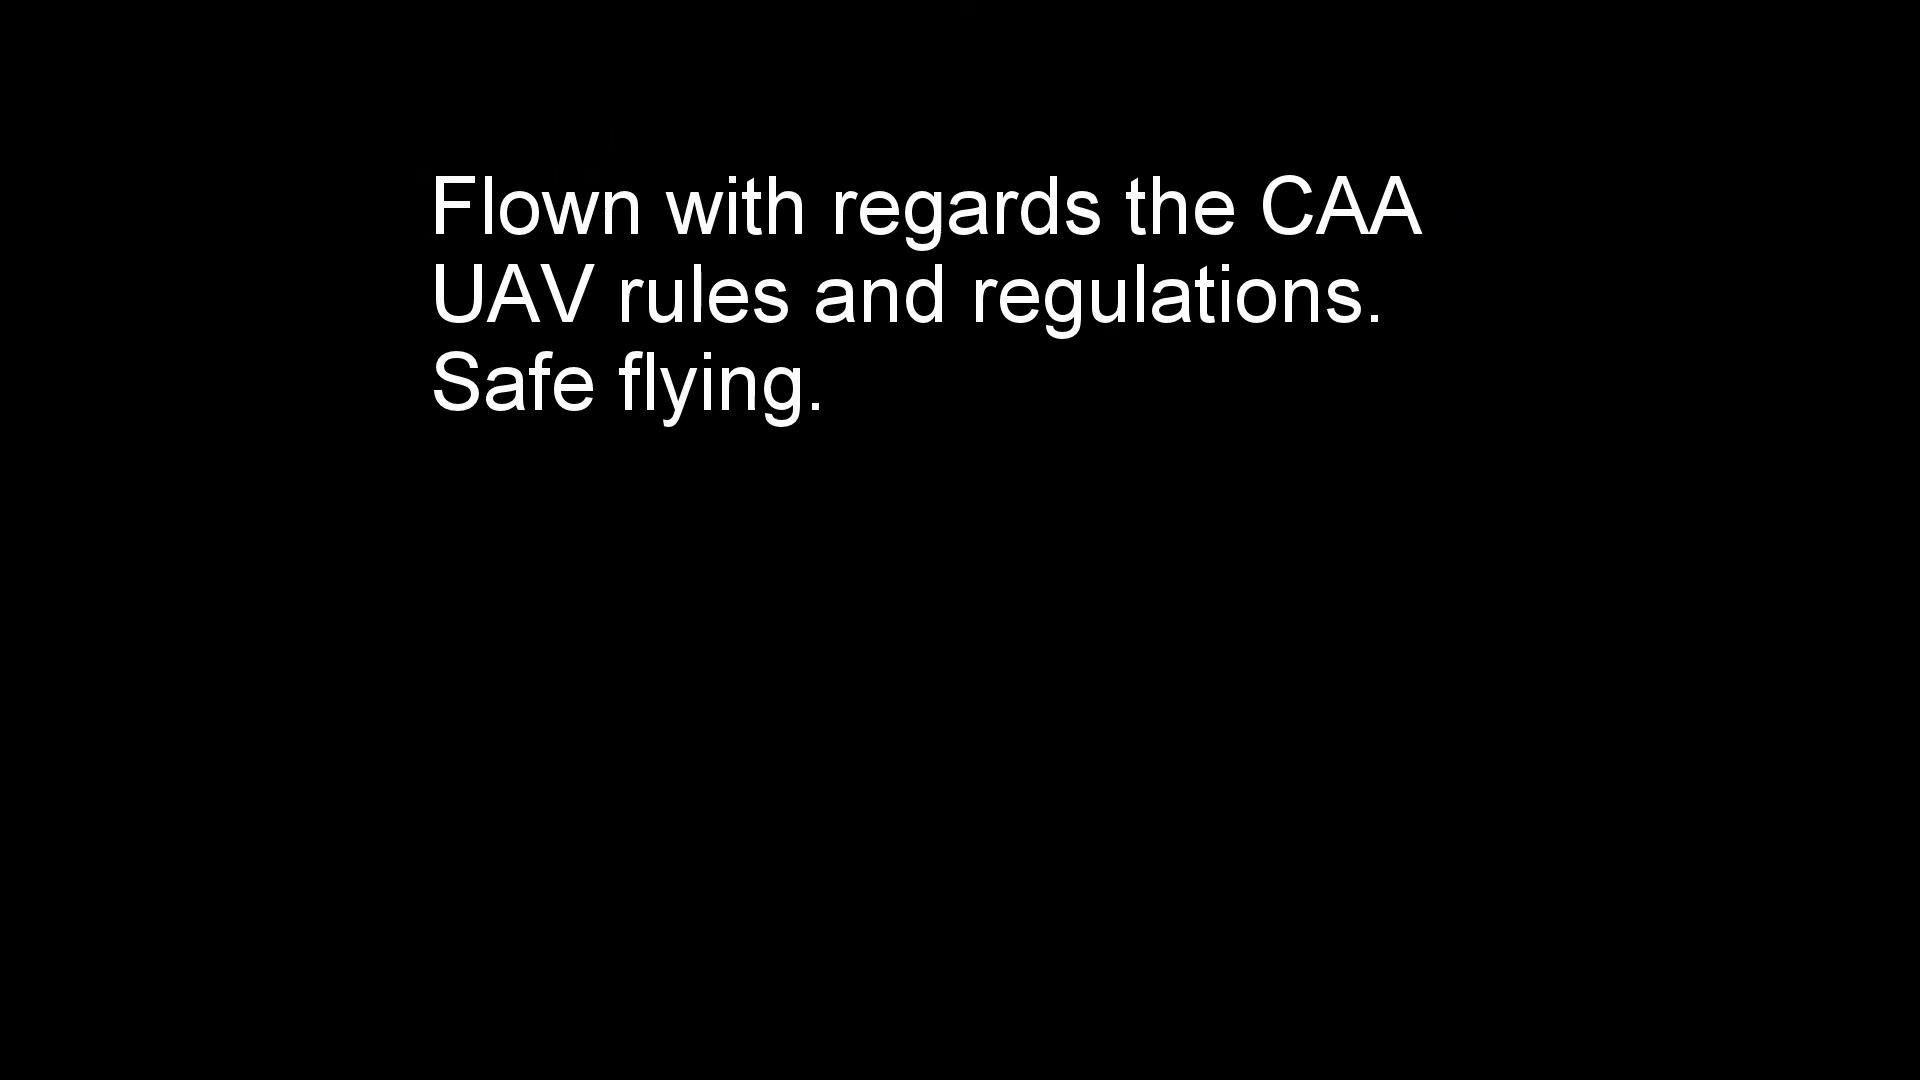 Flown with regards the CAA
UAV rules and regulations.
Safe flying.